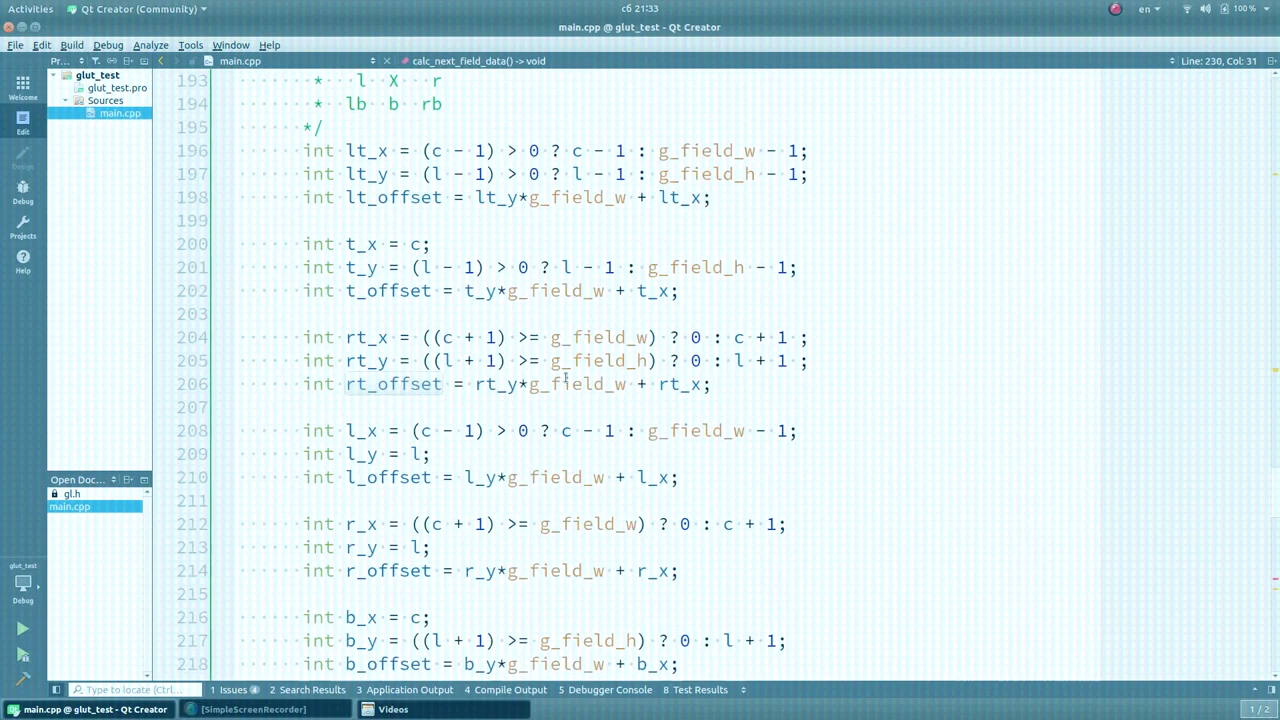 Activities
Qt Creator (Community)
сб 21:33
en
100 %
main.cpp @ glut_test - Qt Creator
File Edit Build Debug Analyze Tools Window Help
Pr...
main.cpp
calc_next_field_data() -> void
Line: 230, Col: 31
Welcome
Edit
Design
Debug
Projects
Help
glut_test
glut_test.pro
Sources
main.cpp
Open Doc...
gl.h
main.cpp
glut_test
Debug
193 * l X r
194 * lb b rb
195 */
196 int lt_x = (c - 1) > 0 ? c - 1 : g_field_w - 1;
197 int lt_y = (l - 1) > 0 ? l - 1 : g_field_h - 1;
198 int lt_offset = lt_y*g_field_w + lt_x;
199
200 int t_x = c;
201 int t_y = (l - 1) > 0 ? l - 1 : g_field_h - 1;
202 int t_offset = t_y*g_field_w + t_x;
203
204 int rt_x = ((c + 1) >= g_field_w) ? 0 : c + 1 ;
205 int rt_y = ((l + 1) >= g_field_h) ? 0 : l + 1 ;
206 int rt_offset = rt_y*g_field_w + rt_x;
207
208 int l_x = (c - 1) > 0 ? c - 1 : g_field_w - 1;
209 int l_y = l;
210 int l_offset = l_y*g_field_w + l_x;
211
212 int r_x = ((c + 1) >= g_field_w) ? 0 : c + 1;
213 int r_y = l;
214 int r_offset = r_y*g_field_w + r_x;
215
216 int b_x = c;
217 int b_y = ((l + 1) >= g_field_h) ? 0 : l + 1;
218 int b_offset = b_y*g_field_w + b_x;
Type to locate (Ctrl...
1 Issues 4 2 Search Results 3 Application Output 4 Compile Output 5 Debugger Console 8 Test Results
main.cpp @ glut_test - Qt Creator
[SimpleScreenRecorder]
Videos
1 / 2